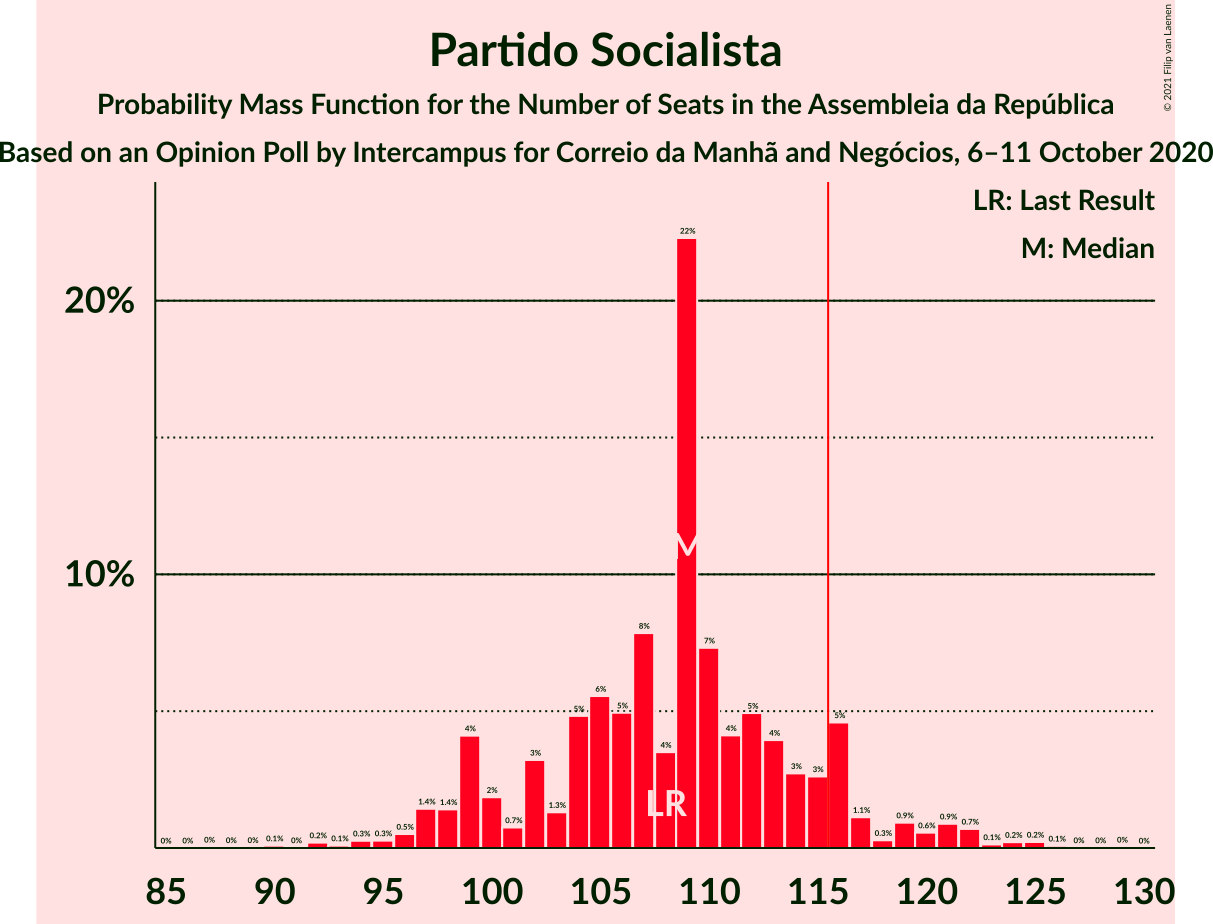 Partido Socialista
Probability Mass Function for the Number of Seats in the Assembleia da República
Based on an Opinion Poll by Intercampus for Correio da Manhã and Negócios, 6–11 October 2020
© 2021 Filip van Laenen
LR: Last Result
M: Median
20%
10%
0% 0% 0% 0% 0% 0.1% 0% 0.2% 0.1% 0.3% 0.3% 0.5% 1.4% 1.4% 4% 2% 0.7% 3% 1.3% 5% 6% 5% 8% 4% 22% 7% 4% 5% 4% 3% 3% 5% 1.1% 0.3% 0.9% 0.6% 0.9% 0.7% 0.1% 0.2% 0.2% 0.1% 0% 0% 0% 0%
M
LR
85 90 95 100 105 110 115 120 125 130